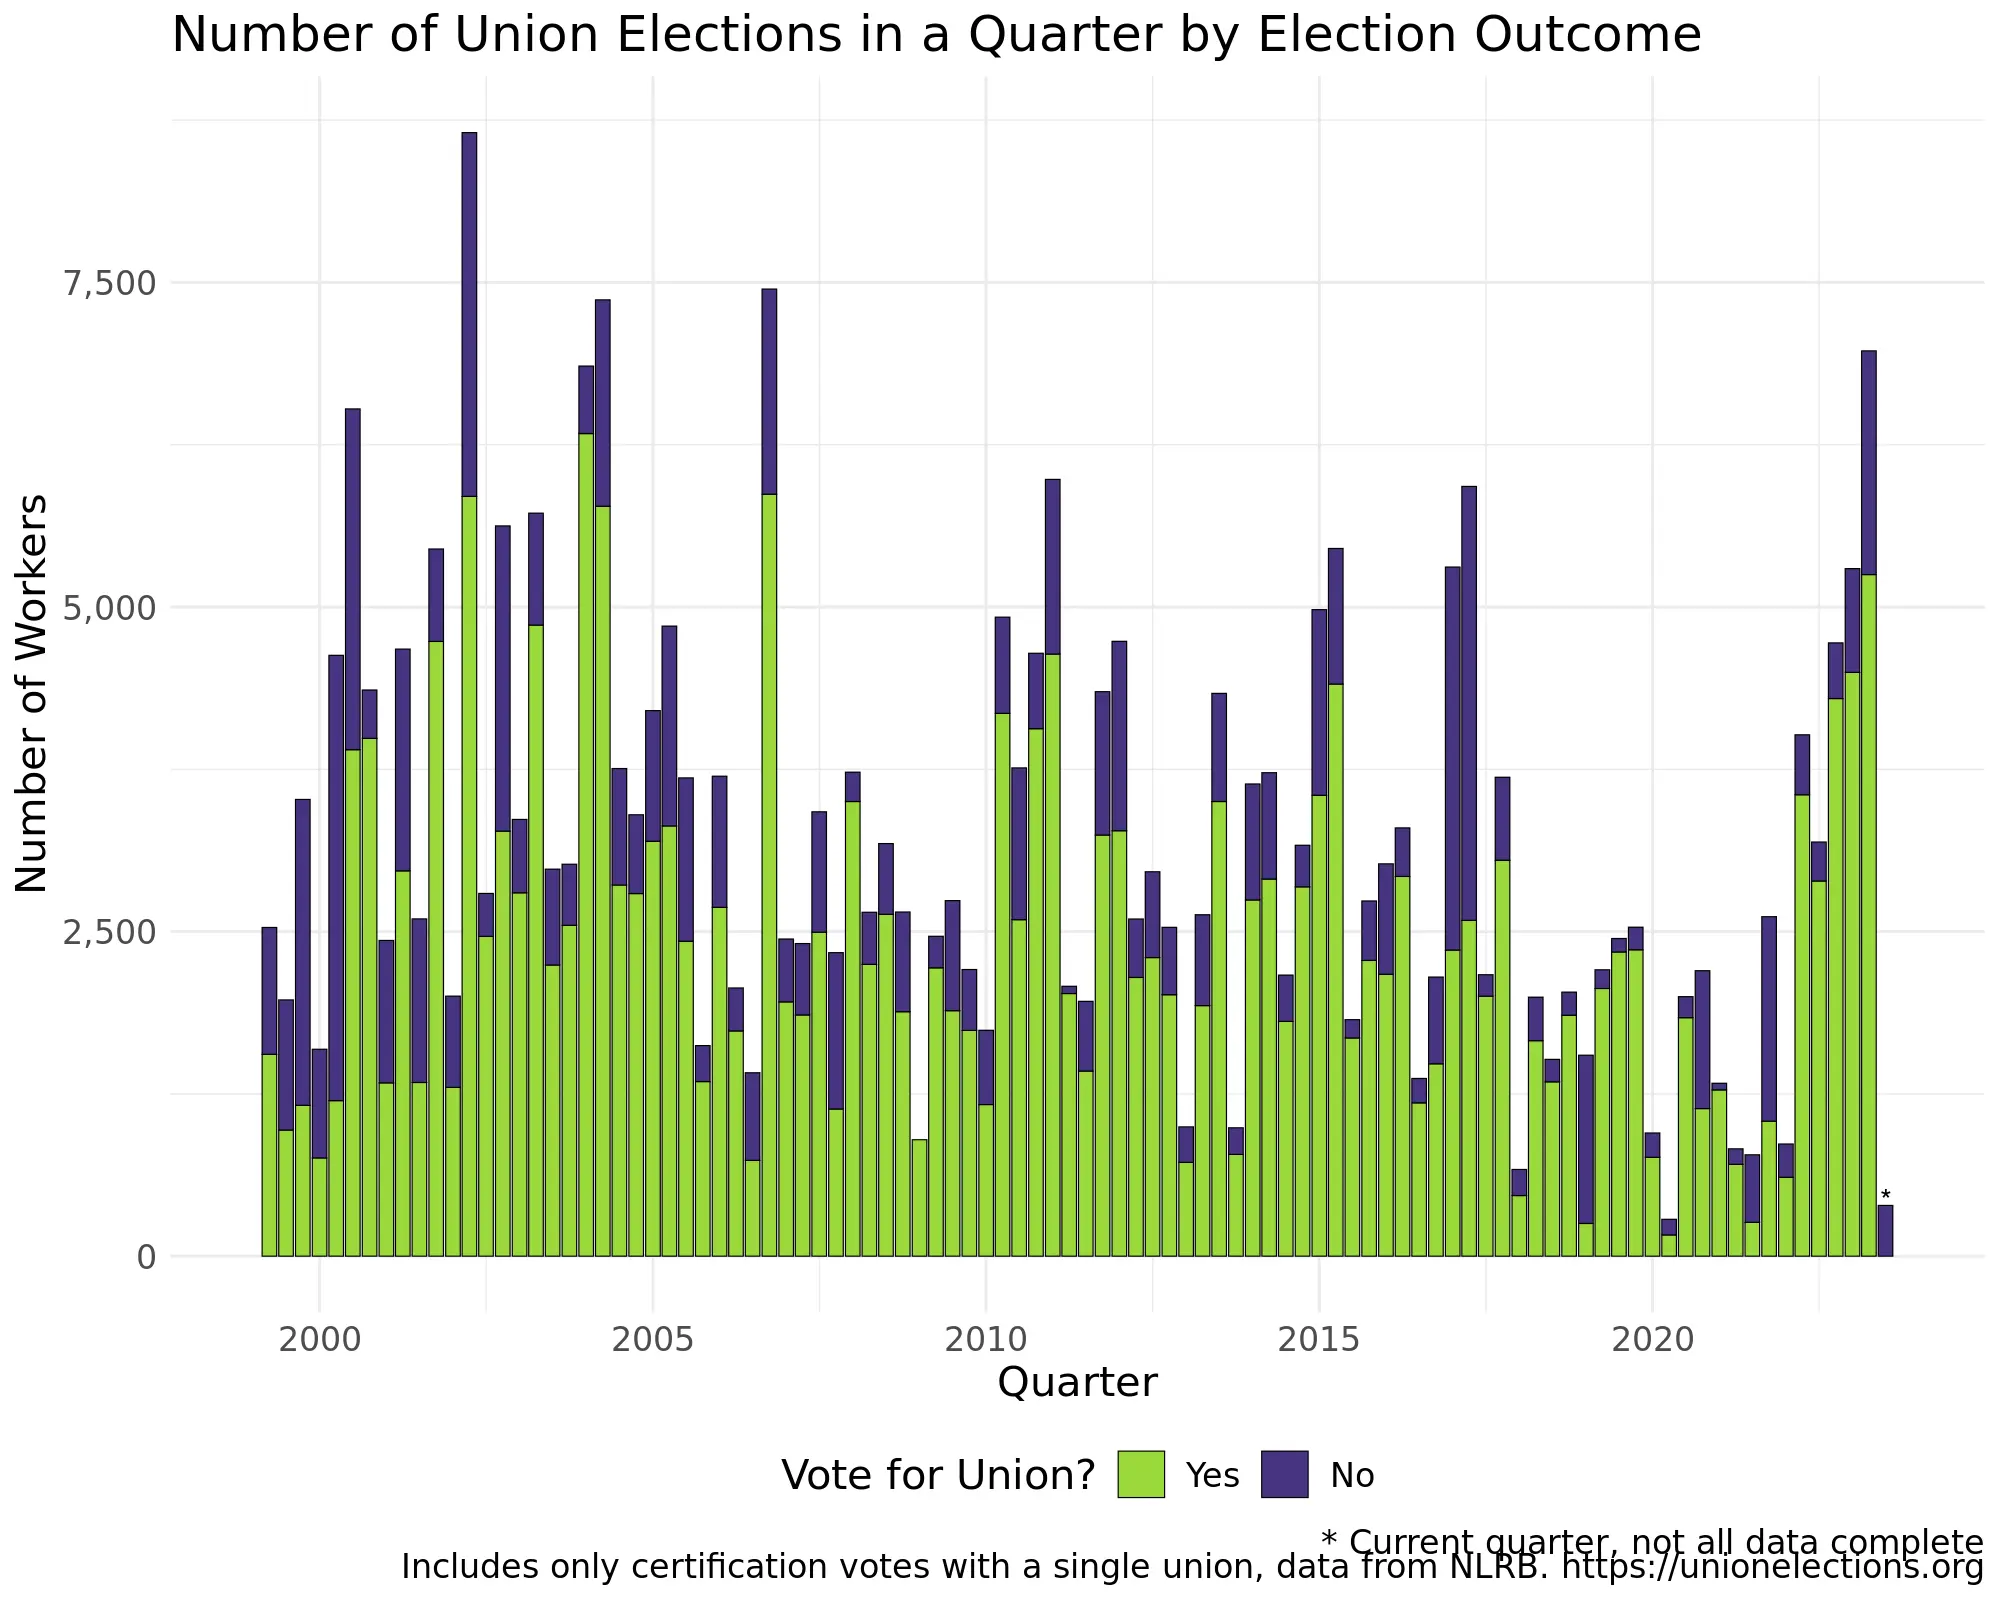 Number of Union Elections in a Quarter by Election Outcome
Number of Workers
7,500
5,000
2,500
0
*
2000 2005 2010 2015 2020
Quarter
Vote for Union? Yes No
* Current quarter, not all data complete
Includes only certification votes with a single union, data from NLRB. https://unionelections.org